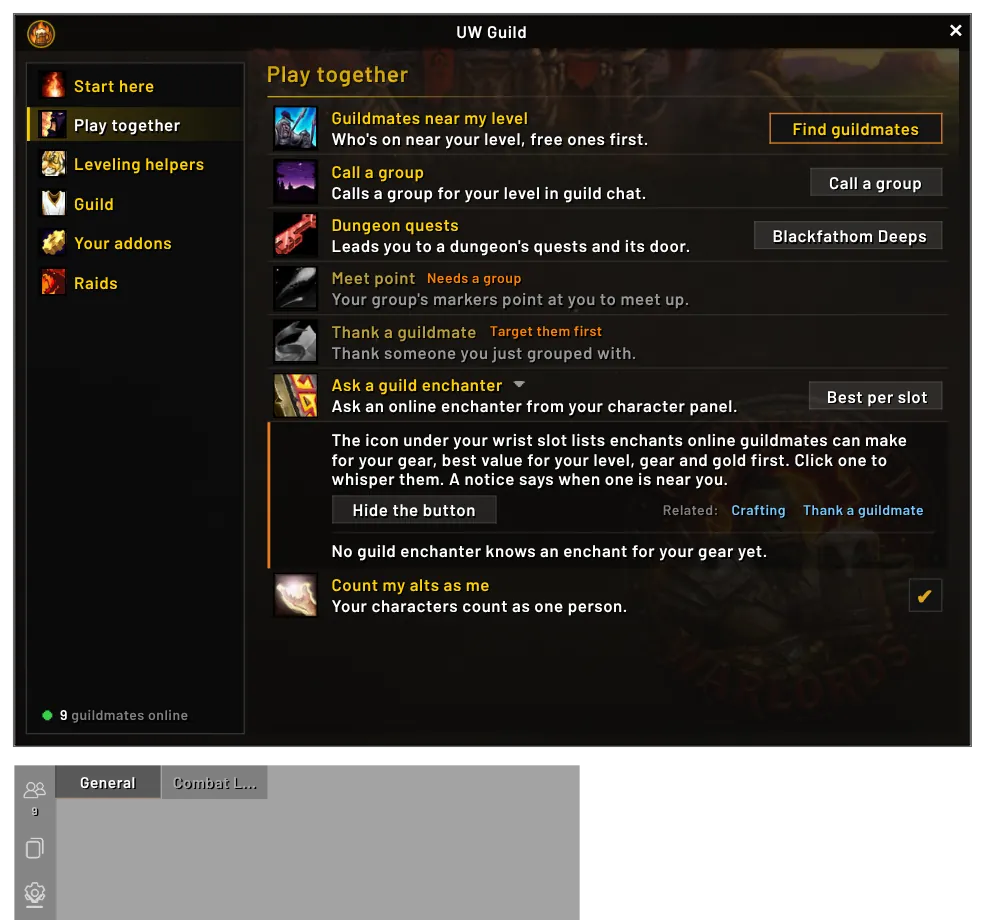 UW Guild
Start here
Play together
Leveling helpers
Guild
Your addons
Raids
9 guildmates online
Play together
Guildmates near my level
Who's on near your level, free ones first.
Find guildmates
Call a group
Calls a group for your level in guild chat.
Call a group
Dungeon quests
Leads you to a dungeon's quests and its door.
Blackfathom Deeps
Meet point Needs a group
Your group's markers point at you to meet up.
Thank a guildmate Target them first
Thank someone you just grouped with.
Ask a guild enchanter
Ask an online enchanter from your character panel.
Best per slot
The icon under your wrist slot lists enchants online guildmates can make
for your gear, best value for your level, gear and gold first. Click one to
whisper them. A notice says when one is near you.
Hide the button
Related: Crafting Thank a guildmate
No guild enchanter knows an enchant for your gear yet.
Count my alts as me
Your characters count as one person.
WARLORDS
General
Combat L...
9